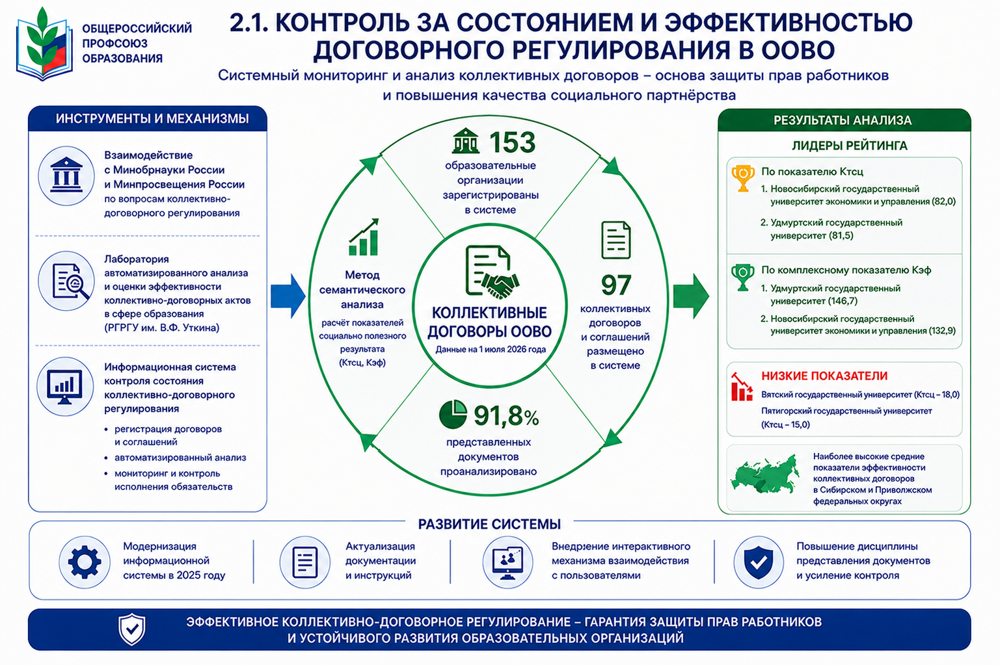 ОБЩЕРОССИЙСКИЙ
ПРОФСОЮЗ
ОБРАЗОВАНИЯ
2.1. КОНТРОЛЬ ЗА СОСТОЯНИЕМ И ЭФФЕКТИВНОСТЬЮ
ДОГОВОРНОГО РЕГУЛИРОВАНИЯ В ООВО
Системный мониторинг и анализ коллективных договоров – основа защиты прав работников
и повышения качества социального партнёрства
ИНСТРУМЕНТЫ И МЕХАНИЗМЫ
Взаимодействие
с Минобрнауки России
и Минпросвещения России
по вопросам коллективно-
договорного регулирования
Лаборатория
автоматизированного анализа
и оценки эффективности
коллективно-договорных актов
в сфере образования
(РГРГУ им. В.Ф. Уткина)
Информационная система
контроля состояния
коллективно-договорного
регулирования
• регистрация договоров
и соглашений
• автоматизированный анализ
• мониторинг и контроль
исполнения обязательств
153
образовательные
организации
зарегистрированы
в системе
Метод
семантического
анализа
расчёт показателей
социально полезного
результата
(Ктсц, Кэф)
КОЛЛЕКТИВНЫЕ
ДОГОВОРЫ ООВО
Данные на 1 июля 2026 года
97
коллективных
договоров
и соглашений
размещено
в системе
91,8%
представленных
документов
проанализировано
РЕЗУЛЬТАТЫ АНАЛИЗА
ЛИДЕРЫ РЕЙТИНГА
По показателю Ктсц
1. Новосибирский государственный
университет экономики и управления (82,0)
2. Удмуртский государственный
университет (81,5)
По комплексному показателю Кэф
1. Удмуртский государственный
университет (146,7)
2. Новосибирский государственный
университет экономики и управления (132,9)
НИЗКИЕ ПОКАЗАТЕЛИ
Вятский государственный университет (Ктсц – 18,0)
Пятигорский государственный университет
(Ктсц – 15,0)
Наиболее высокие средние
показатели эффективности
коллективных договоров
в Сибирском и Приволжском
федеральных округах
РАЗВИТИЕ СИСТЕМЫ
Модернизация
информационной
системы в 2025 году
Актуализация
документации
и инструкций
Внедрение интерактивного
механизма взаимодействия
с пользователями
Повышение дисциплины
представления документов
и усиление контроля
ЭФФЕКТИВНОЕ КОЛЛЕКТИВНО-ДОГОВОРНОЕ РЕГУЛИРОВАНИЕ – ГАРАНТИЯ ЗАЩИТЫ ПРАВ РАБОТНИКОВ
И УСТОЙЧИВОГО РАЗВИТИЯ ОБРАЗОВАТЕЛЬНЫХ ОРГАНИЗАЦИЙ